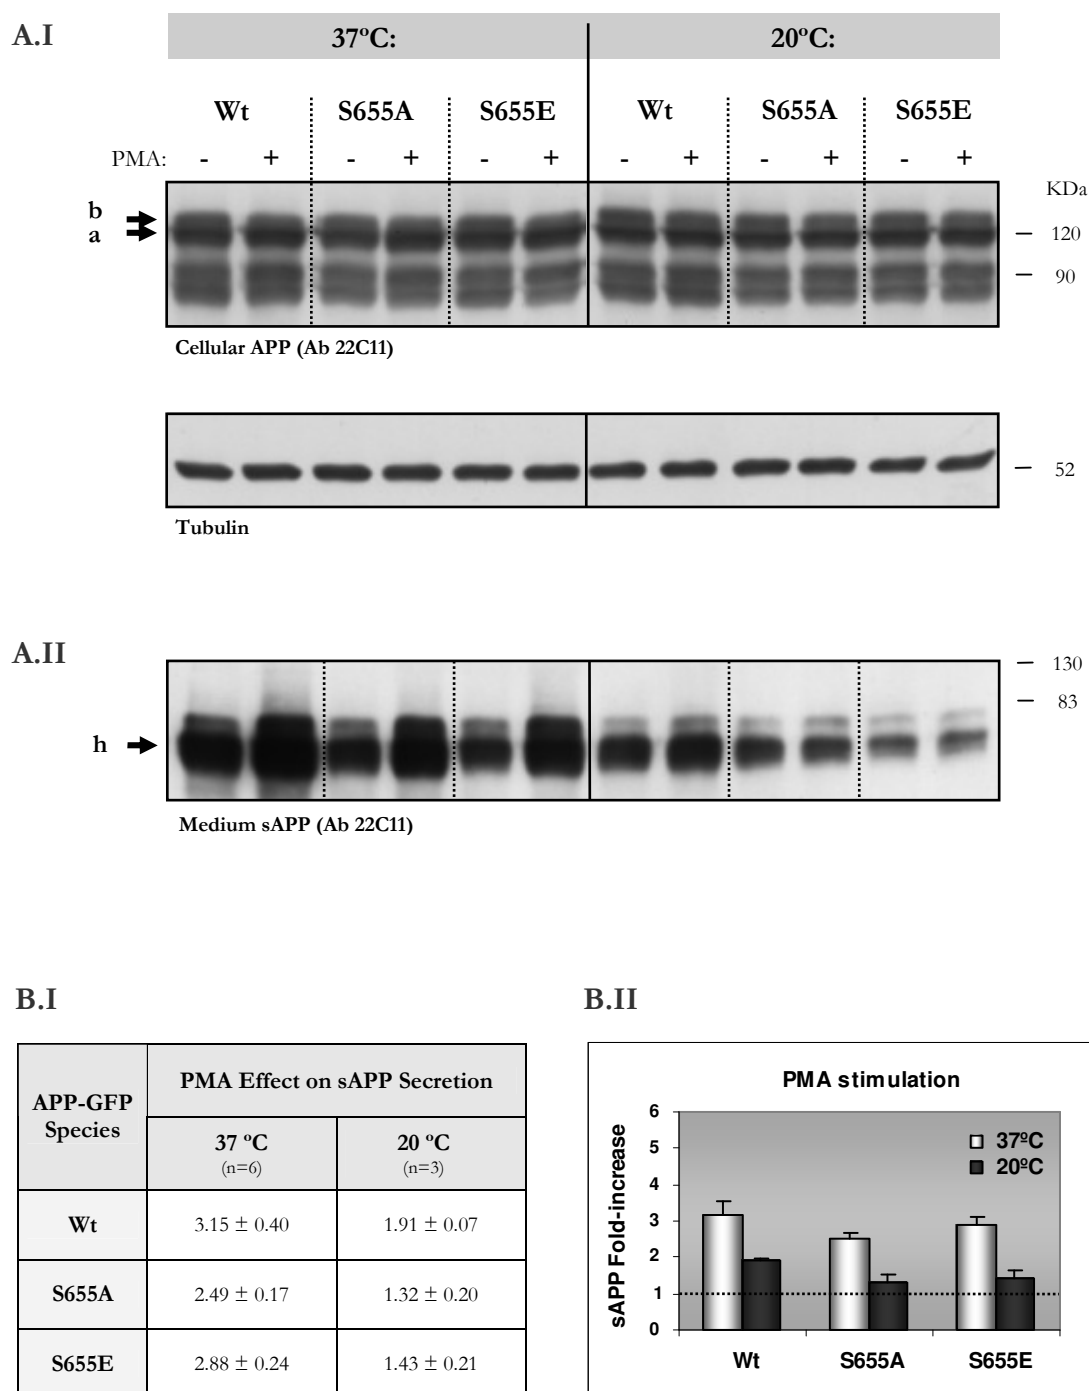 A.I
37ºC: 20ºC:
Wt S655A S655E Wt S655A S655E
PMA: - + - + - + - + - + - +
KDa
b
a
120
90
Cellular APP (Ab 22C11)
52
Tubulin
A.II
130
83
h
Medium sAPP (Ab 22C11)
B.I
APP-GFP Species
PMA Effect on sAPP Secretion
37 ºC 20 ºC
(n=6) (n=3)
Wt 3.15 ± 0.40 1.91 ± 0.07
S655A 2.49 ± 0.17 1.32 ± 0.20
S655E 2.88 ± 0.24 1.43 ± 0.21
B.II
PMA stimulation
sAPP Fold-increase
6
5
4
3
2
1
0
37ºC
20ºC
Wt S655A S655E